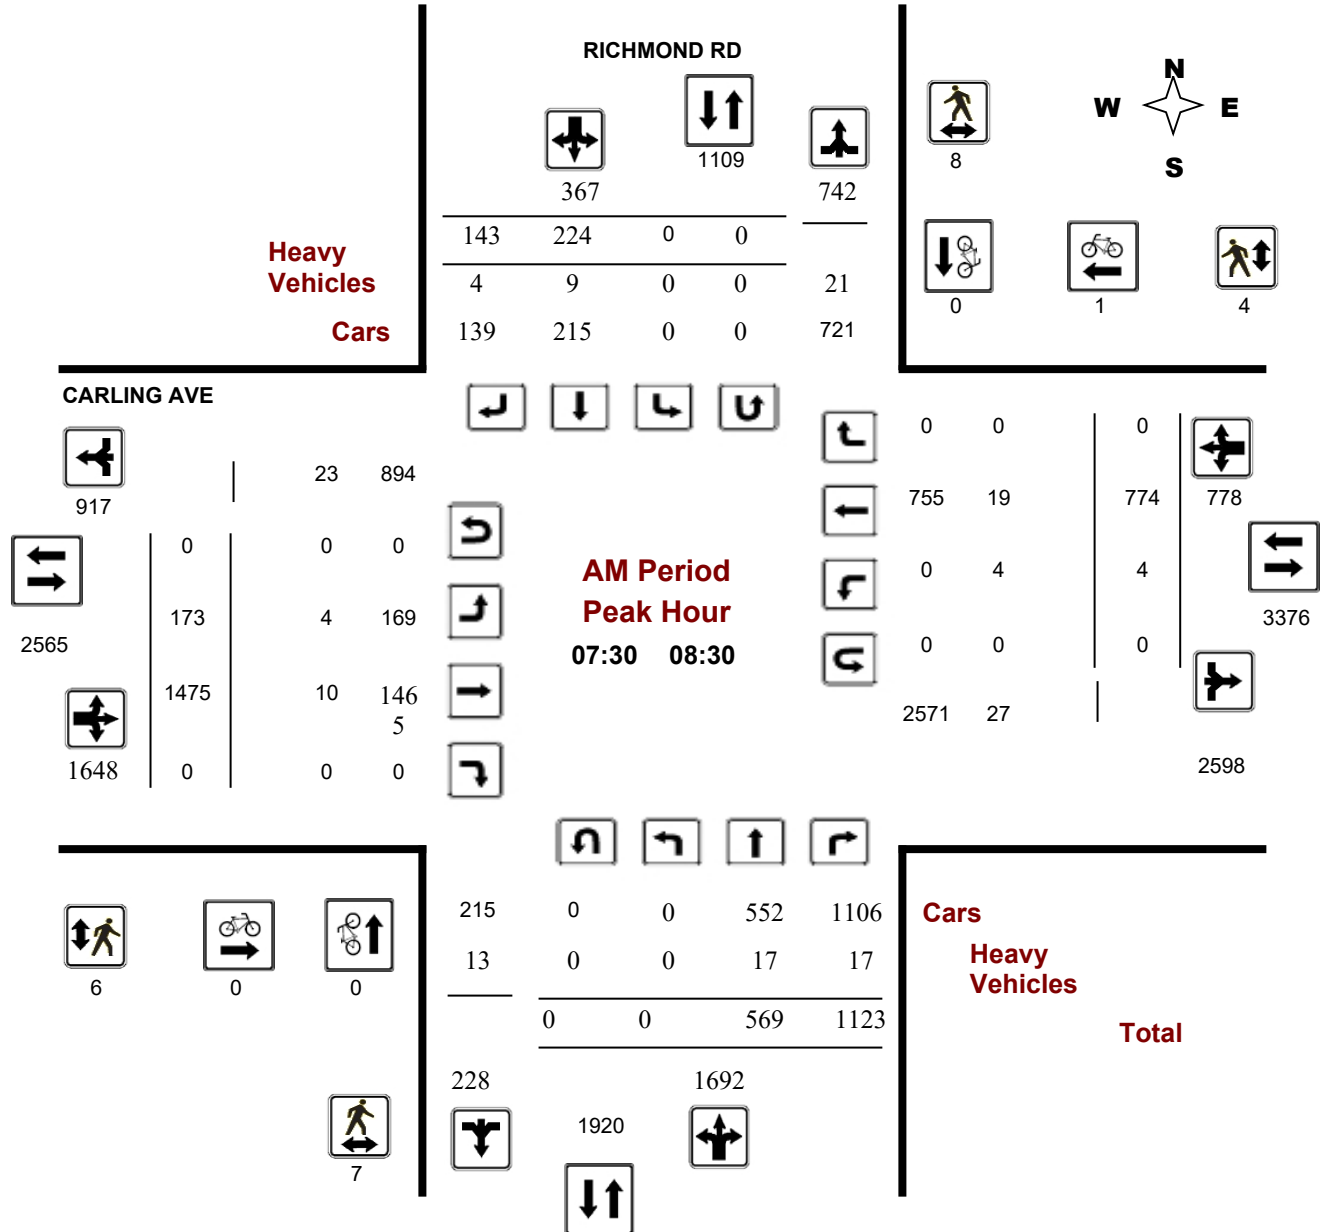 RICHMOND RD
N
W E
S
1109
8
367 742
143 224 0 0
Heavy
Vehicles
4 9 0 0 21
0 1 4
Cars
139 215 0 0 721
CARLING AVE
0 0 0
23 894
917
755 19 774 778
0 0 0
AM Period
0 4 4
173 4 169
Peak Hour
3376
2565
07:30 08:30
0 0 0
1475 10 146
5
2571 27
1648 0 0 0
2598
215 0 0 552 1106
Cars
13 0 0 17 17
Heavy
Vehicles
6 0 0
0 0 569 1123
Total
228 1692
1920
7